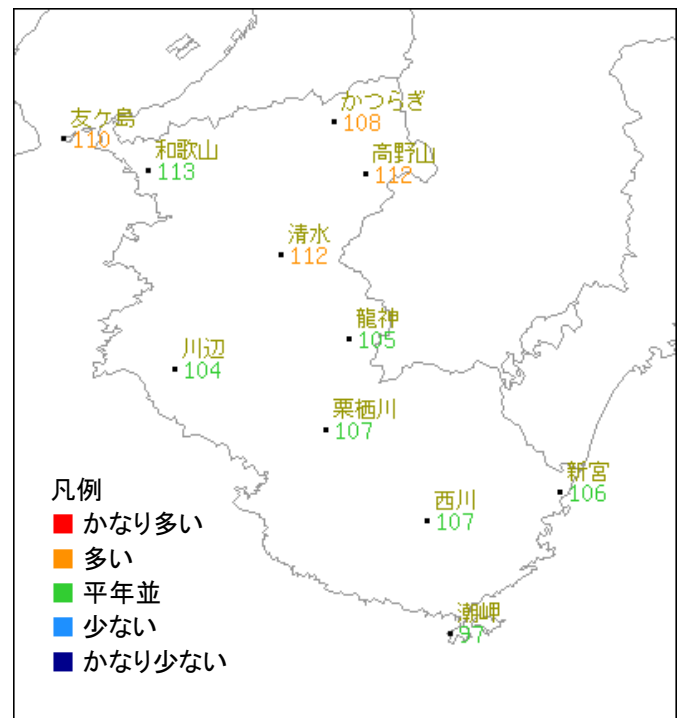 かつらぎ
108
友ケ島
110
和歌山
113
高野山
112
清水
112
龍神
105
川辺
104
栗栖川
107
新宮
106
西川
107
潮岬
97
凡例
かなり多い
多い
平年並
少ない
かなり少ない